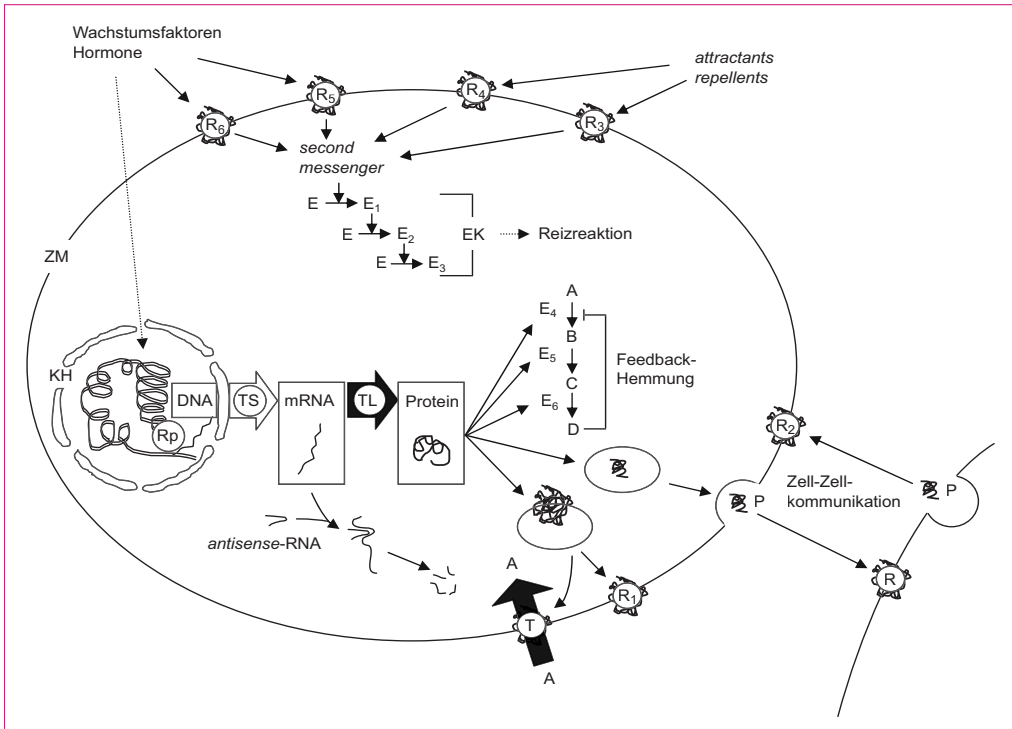 Wachstumsfaktoren
Hormone
attractants
repellents
R5
R4
R6
R3
second
messenger
E E1
E E2
E E3
EK
Reizreaktion
ZM
A
E4
B
E5
C
E6
D
Feedback-
Hemmung
KH
DNA
TS
mRNA
TL
Protein
Rp
R2
Zell-Zell-
kommunikation
P
P
antisense-RNA
A
R1
R
T
A